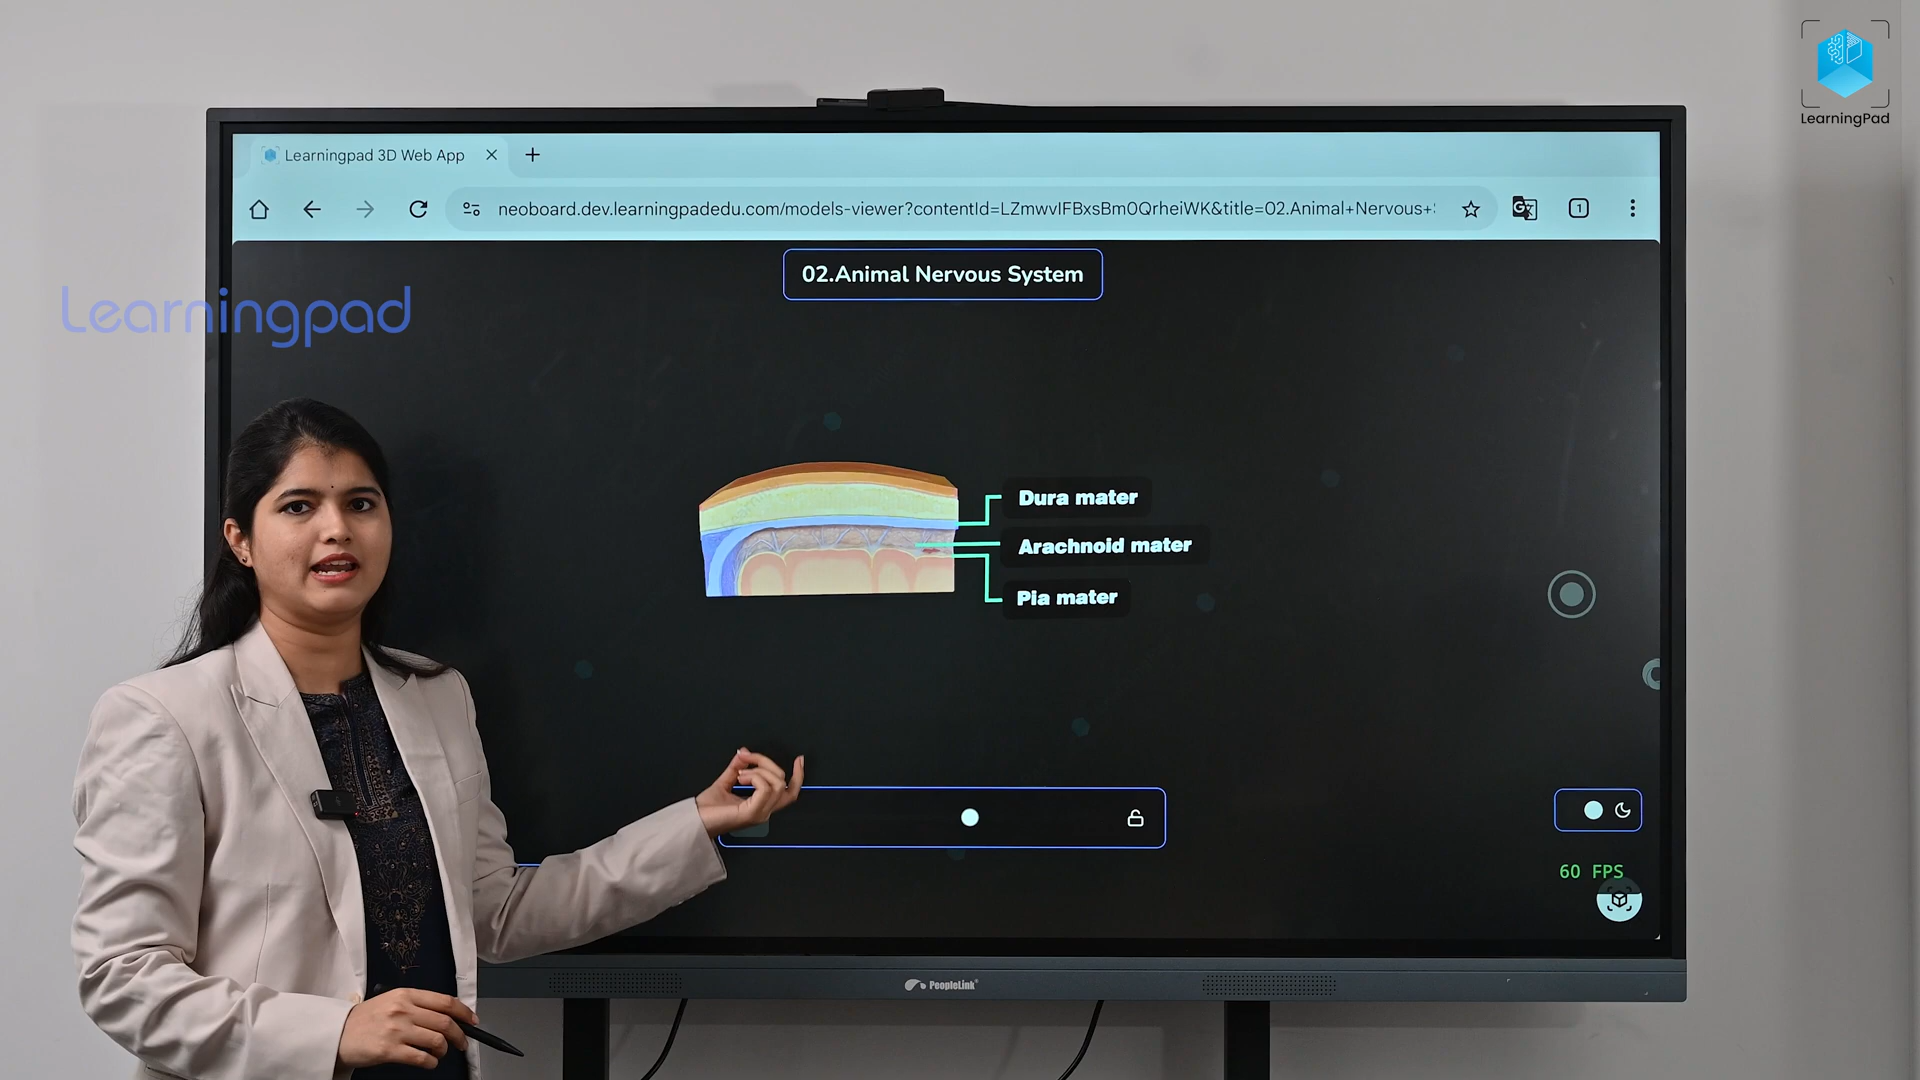 LearningPad
Learningpad 3D Web App
neoboard.dev.learningpadedu.com/models-viewer?contentId=LZmwvIFBxsBm0QrheiWK&title=02.Animal+Nervous+
1
02.Animal Nervous System
Learningpad
Dura mater
Arachnoid mater
Pia mater
60 FPS
PeopleLink